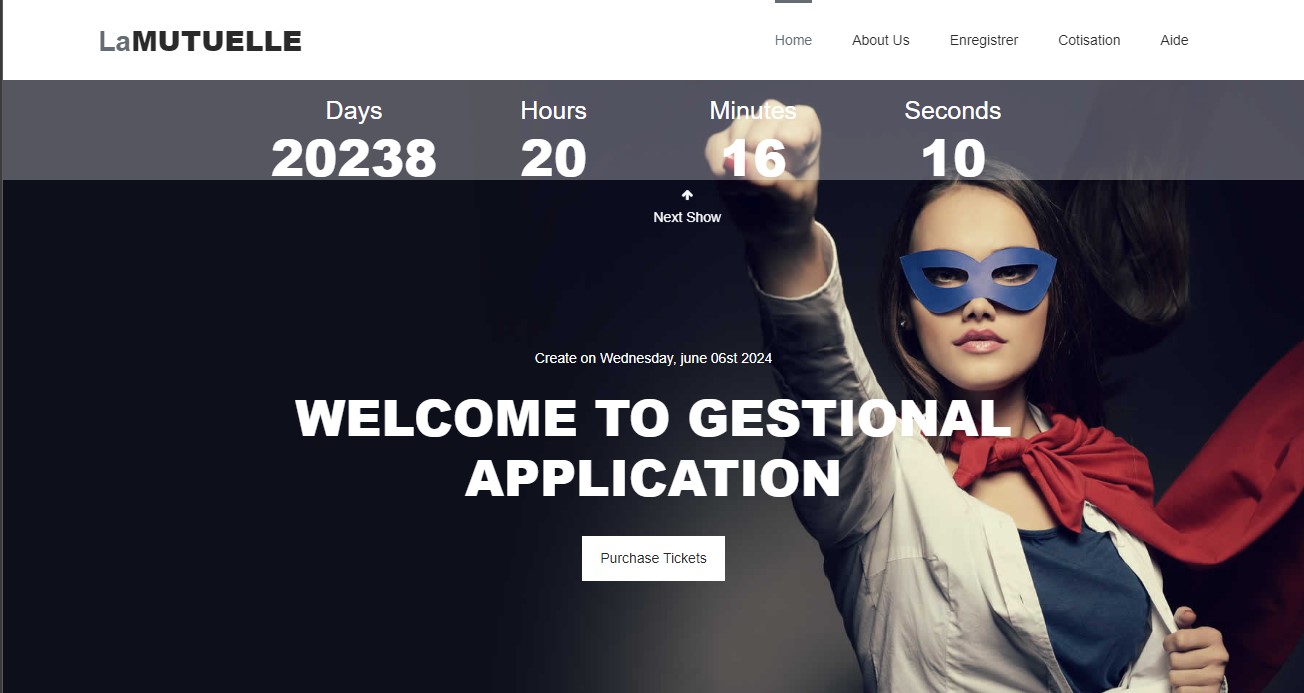 LaMUTUELLE
Home About Us Enregistrer Cotisation Aide
Days Hours Minutes Seconds
20238 20 16 10
Next Show
Create on Wednesday, june 06st 2024
WELCOME TO GESTIONAL
APPLICATION
Purchase Tickets